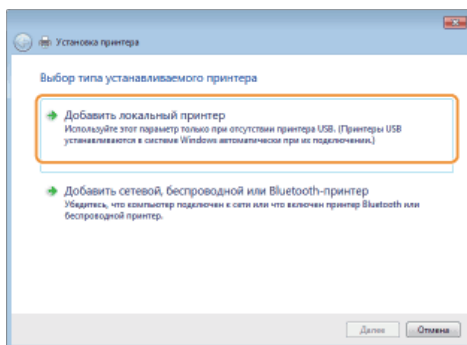 Установка принтера
Выбор типа устанавливаемого принтера
Добавить локальный принтер
Используйте этот параметр только при отсутствии принтера USB. (Принтеры USB
устанавливаются в системе Windows автоматически при их подключении.)
Добавить сетевой, беспроводной или Bluetooth-принтер
Убедитесь, что компьютер подключен к сети или что включен принтер Bluetooth или
беспроводной принтер.
Далее
Отмена